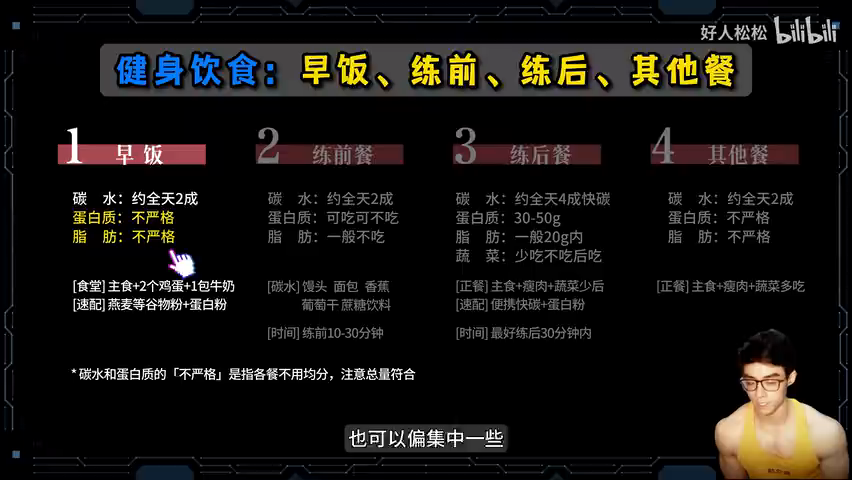 好人松松 bilibili
健身饮食：早饭、练前、练后、其他餐
1 早饭
碳 水：约全天2成
蛋白质：不严格
脂 肪：不严格
[食堂] 主食+2个鸡蛋+1包牛奶
[速配] 燕麦等谷物粉+蛋白粉
2 练前餐
碳 水：约全天2成
蛋白质：可吃可不吃
脂 肪：一般不吃
[碳水] 馒头 面包 香蕉
葡萄干 蔗糖饮料
[时间] 练前10-30分钟
3 练后餐
碳 水：约全天4成快碳
蛋白质：30-50g
脂 肪：一般20g内
蔬 菜：少吃不吃后吃
[正餐] 主食+瘦肉+蔬菜少后
[速配] 便携快碳+蛋白粉
[时间] 最好练后30分钟内
4 其他餐
碳 水：约全天2成
蛋白质：不严格
脂 肪：不严格
[正餐] 主食+瘦肉+蔬菜多吃
* 碳水和蛋白质的「不严格」是指各餐不用均分，注意总量符合
也可以偏集中一些